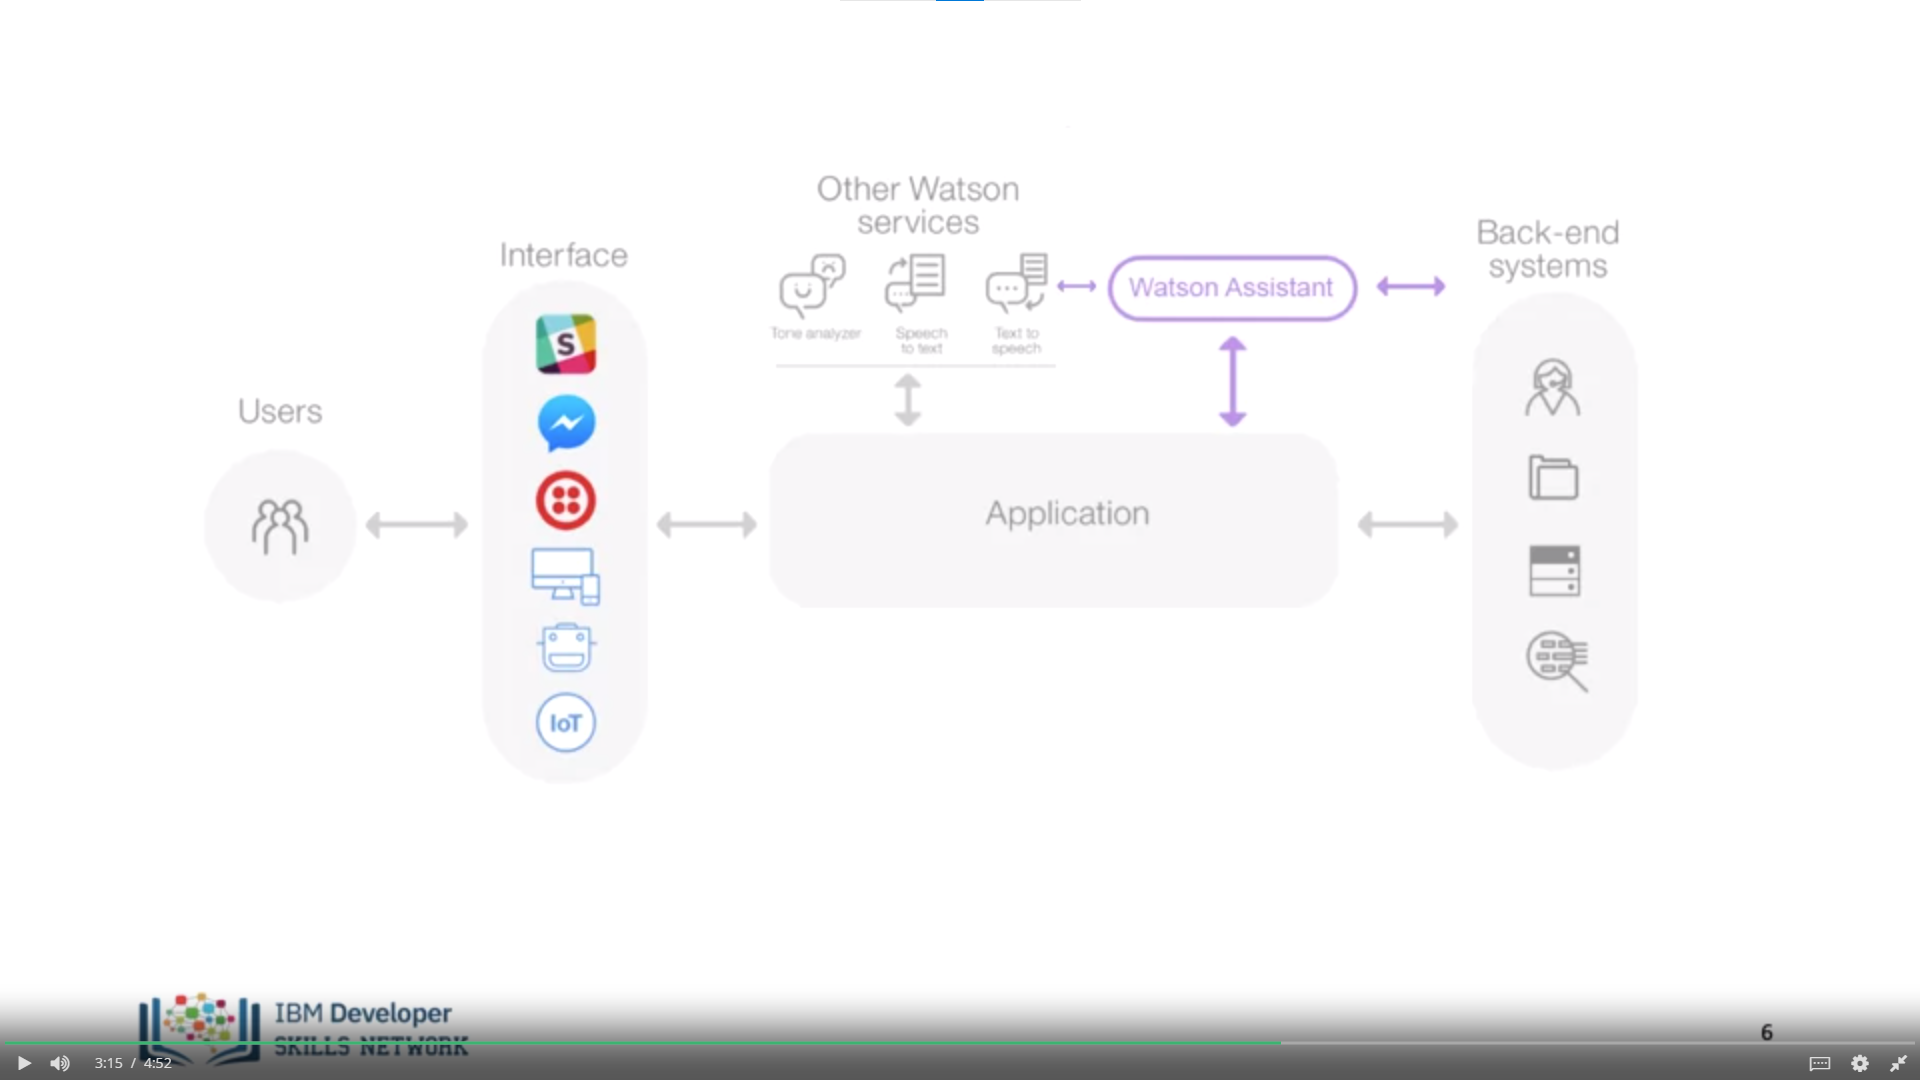 Other Watson
services
Interface
Back-end
systems
Watson Assistant
Tone analyzer
Speech
to text
Text to
speech
S
Users
Application
IoT
IBM Developer
SKILLS NETWORK
6
3:15 / 4:52